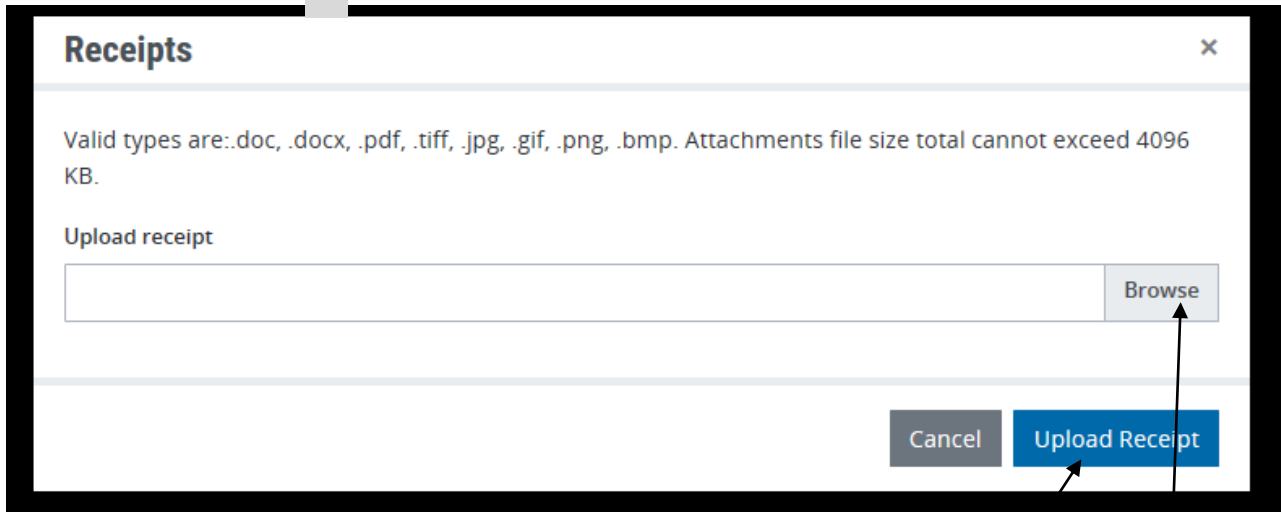 Receipts ×
Valid types are:.doc, .docx, .pdf, .tiff, .jpg, .gif, .png, .bmp. Attachments file size total cannot exceed 4096
KB.
Upload receipt
Browse
Cancel Upload Receipt